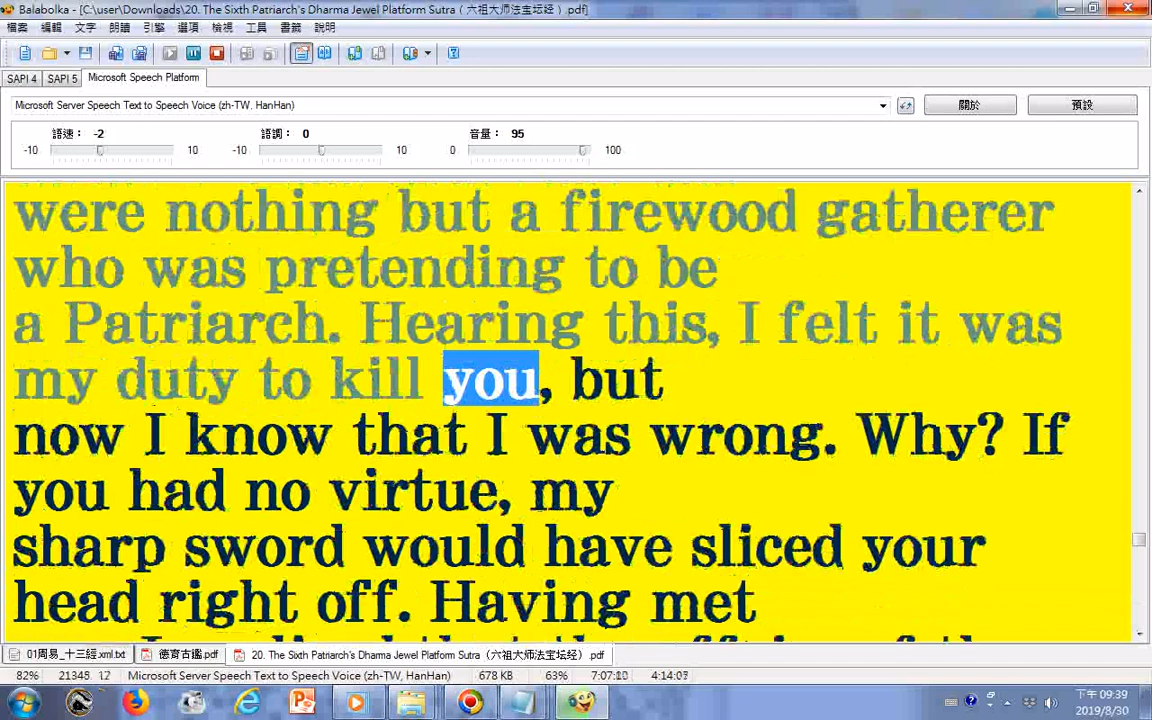 Balabolka - [C:\user\Downloads\20. The Sixth Patriarch's Dharma Jewel Platform Sutra（六祖大师法宝坛经）.pdf]
檔案 編輯 文字 朗讀 引擎 選項 檢視 工具 書籤 說明
SAPI 4 SAPI 5 Microsoft Speech Platform
Microsoft Server Speech Text to Speech Voice (zh-TW, HanHan) 關於 預設
語速： -2 語調： 0 音量： 95
-10 10 -10 10 0 100
were nothing but a firewood gatherer
who was pretending to be
a Patriarch. Hearing this, I felt it was
my duty to kill you, but
now I know that I was wrong. Why? If
you had no virtue, my
sharp sword would have sliced your
head right off. Having met
01周易_十三經.xml.txt 德育古鑑.pdf 20. The Sixth Patriarch's Dharma Jewel Platform Sutra（六祖大师法宝坛经）.pdf
82% Microsoft Server Speech Text to Speech Voice (zh-TW, HanHan) 678 KB 63%
下午 09:39
2019/8/30